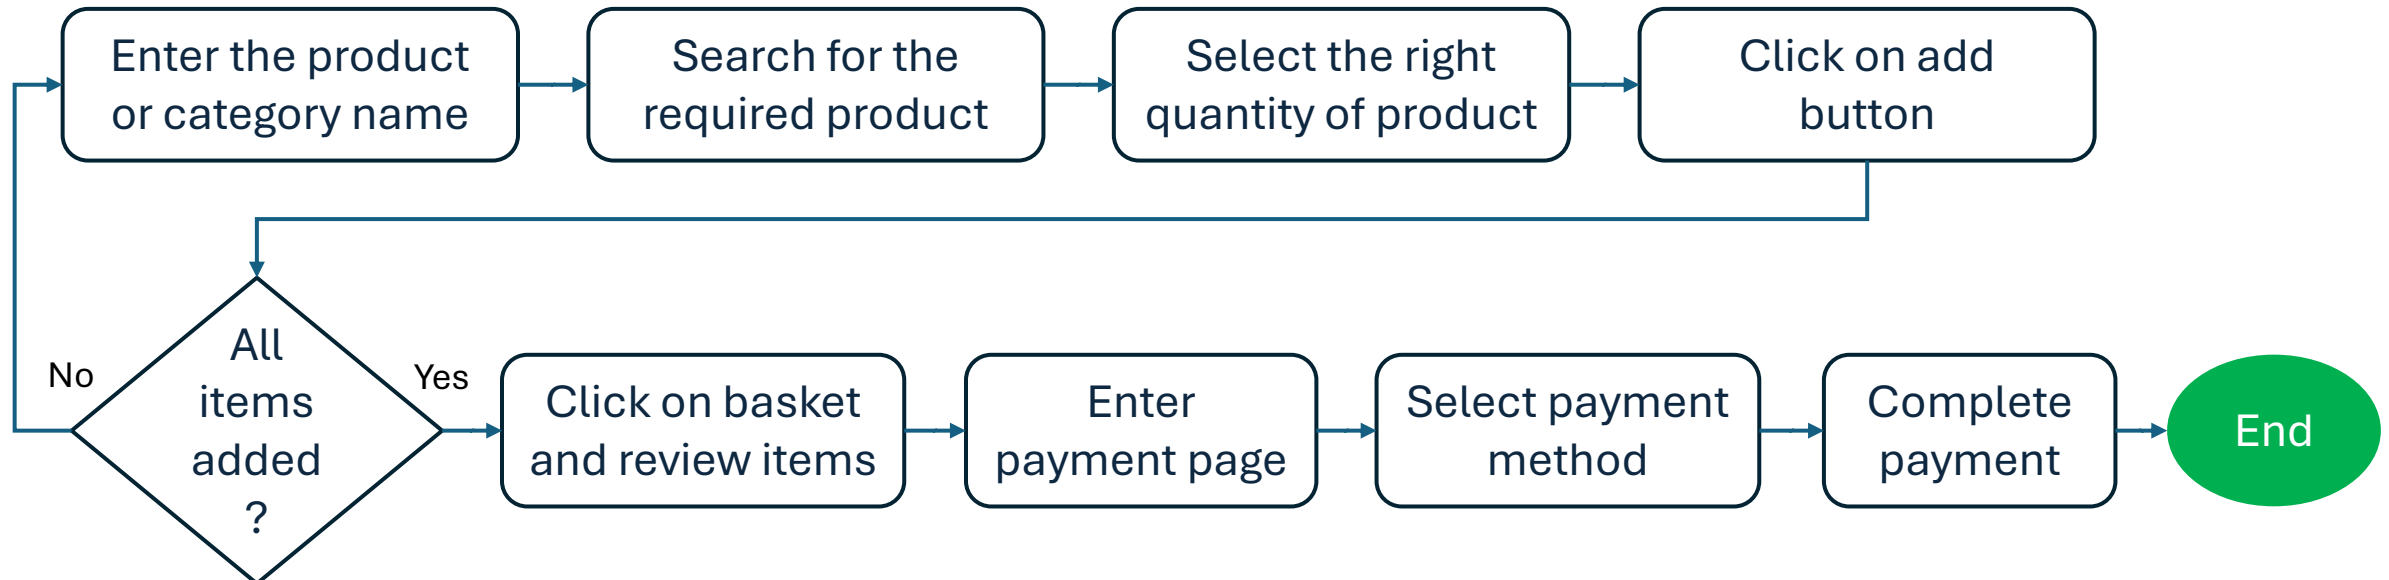 Enter the product
or category name
Search for the
required product
Select the right
quantity of product
Click on add
button
All
items
added
?
No
Yes
Click on basket
and review items
Enter
payment page
Select payment
method
Complete
payment
End